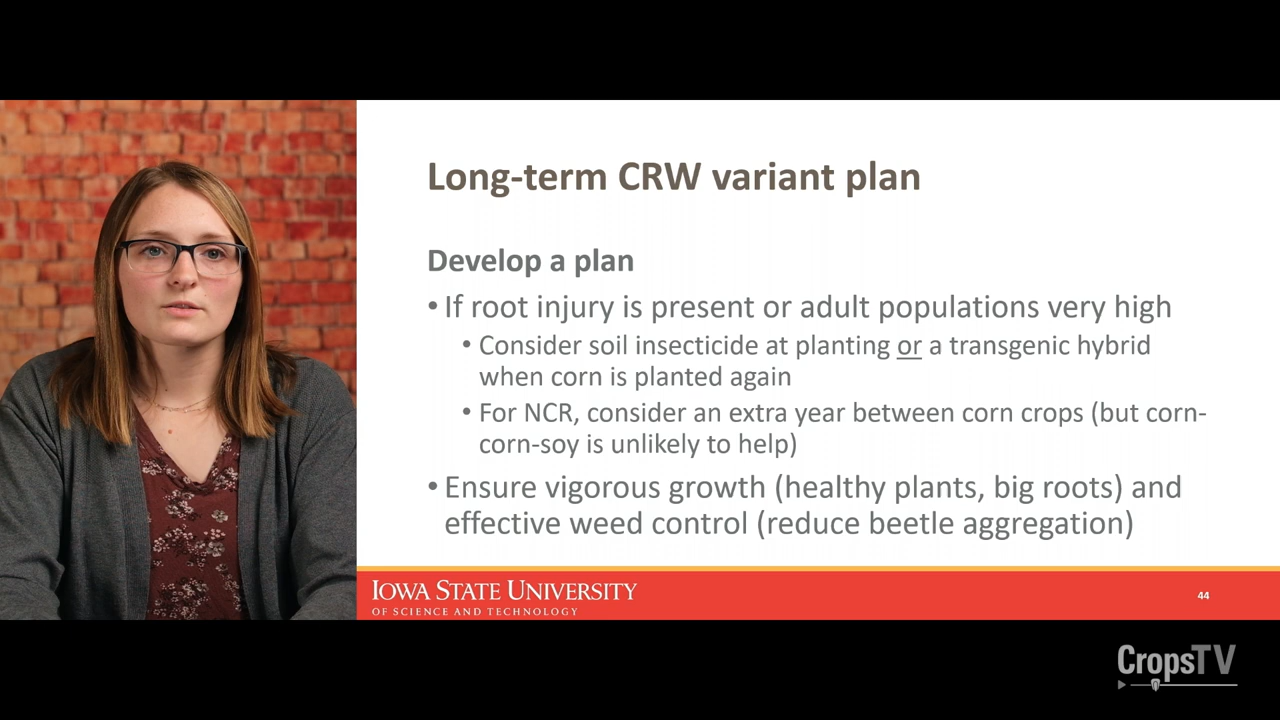 Long-term CRW variant plan
Develop a plan
• If root injury is present or adult populations very high
• Consider soil insecticide at planting or a transgenic hybrid
when corn is planted again
• For NCR, consider an extra year between corn crops (but corn-
corn-soy is unlikely to help)
• Ensure vigorous growth (healthy plants, big roots) and
effective weed control (reduce beetle aggregation)
IOWA STATE UNIVERSITY
OF SCIENCE AND TECHNOLOGY
44
CropsTV